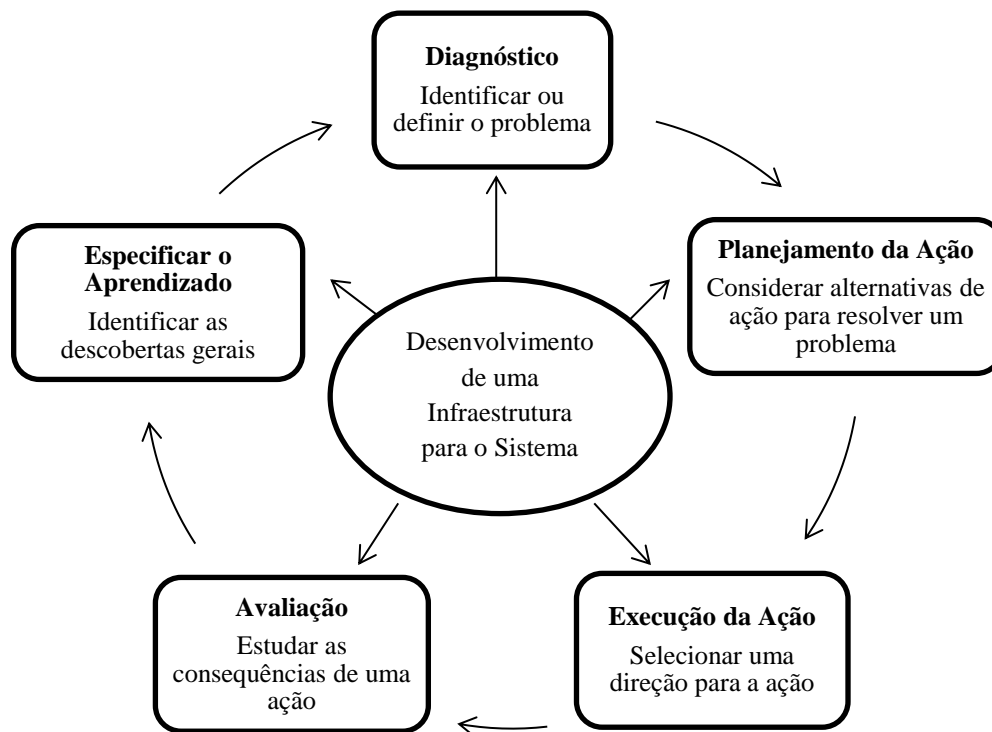 Diagnóstico
Identificar ou
definir o problema
Especificar o
Aprendizado
Identificar as
descobertas gerais
Planejamento da Ação
Considerar alternativas de
ação para resolver um
problema
Desenvolvimento
de uma
Infraestrutura
para o Sistema
Avaliação
Estudar as
consequências de uma
ação
Execução da Ação
Selecionar uma
direção para a ação